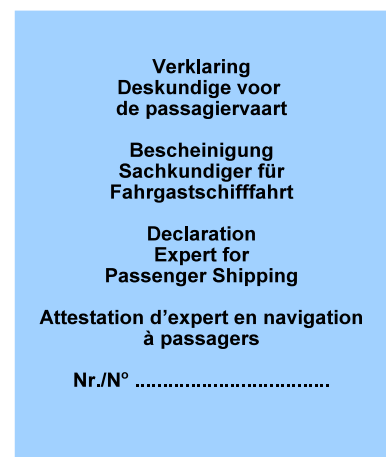 Verklaring
Deskundige voor
de passagiervaart
Bescheinigung
Sachkundiger für
Fahrgastschifffahrt
Declaration
Expert for
Passenger Shipping
Attestation d’expert en navigation
à passagers
Nr./N° ...................................